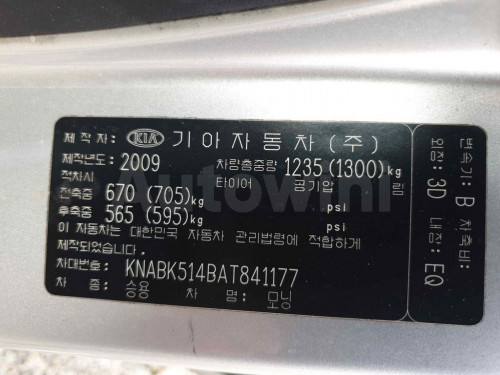 제 작 자: KIA 기 아 자 동 차 ( 주 )
제작년도: 2009 차량총중량 1235 (1300)kg
적차시 타이어 공기압 림
전축중 670 (705)kg psi
후축중 565 (595)kg psi
이 자동차는 대한민국 자동차 관리법령에 적합하게
제작되었습니다.
차대번호: KNABK514BAT841177
차 종: 승용 차 명: 모닝
변속기: B 차축비:
외장: 3D 내장: EQ
Autowini